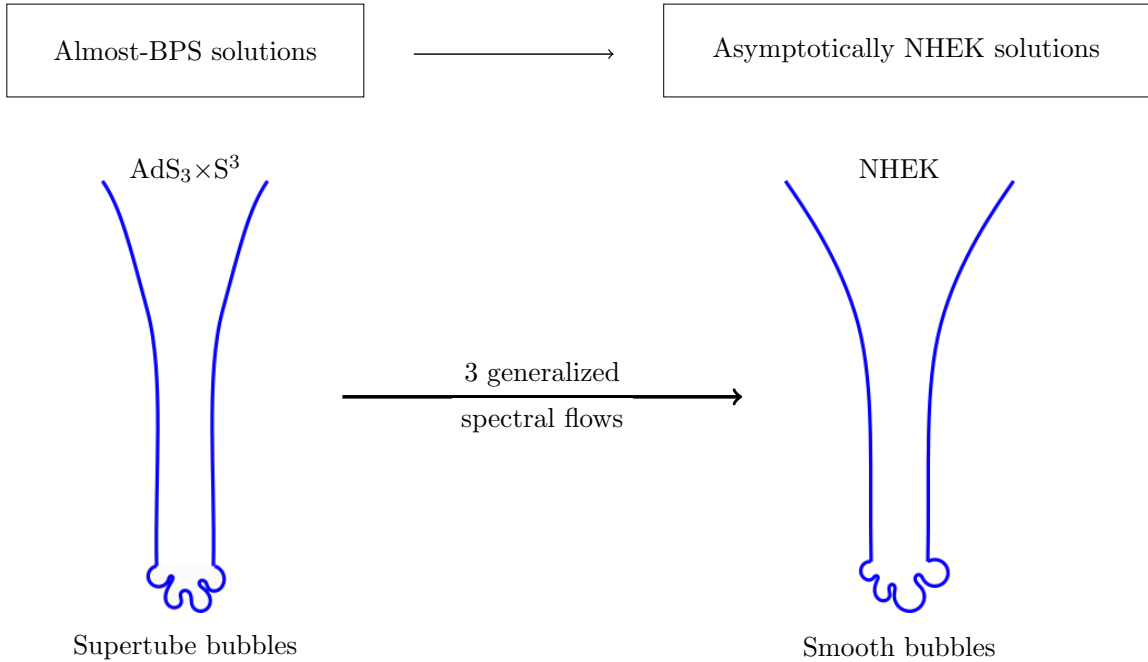 Almost-BPS solutions
Asymptotically NHEK solutions
AdS₃×S³
NHEK
3 generalized
spectral flows
Supertube bubbles
Smooth bubbles